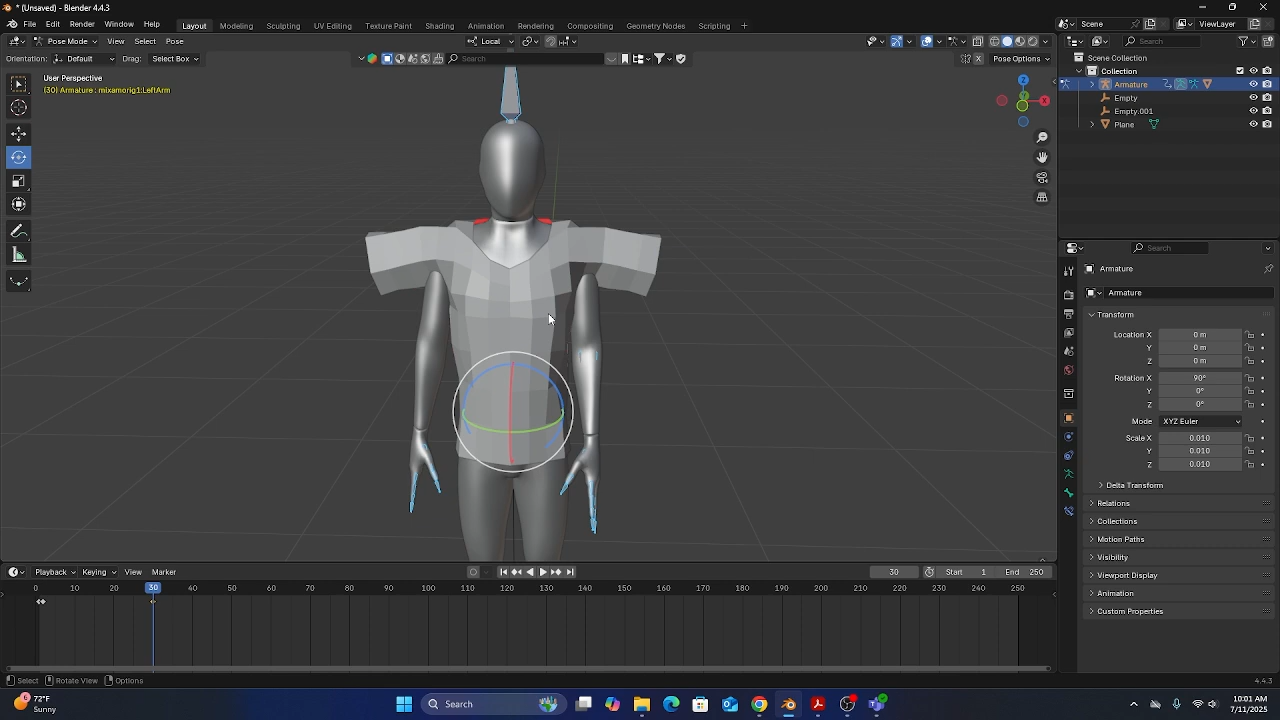 * (Unsaved) - Blender 4.4.3
File Edit Render Window Help Layout Modeling Sculpting UV Editing Texture Paint Shading Animation Rendering Compositing Geometry Nodes Scripting + Scene ViewLayer
Pose Mode View Select Pose Local Search
Orientation: Default Drag: Select Box Search X Pose Options
User Perspective
(30) Armature : mixamorig1:LeftArm
Z
X
Scene Collection
Collection
Armature
Empty
Empty.001
Plane
Search
Armature
Armature
Transform
Location X 0 m
Y 0 m
Z 0 m
Rotation X 90°
Y 0°
Z 0°
Mode XYZ Euler
Scale X 0.010
Y 0.010
Z 0.010
Delta Transform
Relations
Collections
Motion Paths
Visibility
Viewport Display
Animation
Custom Properties
Playback Keying View Marker 30 Start 1 End 250
0 10 20 30 40 50 60 70 80 90 100 110 120 130 140 150 160 170 180 190 200 210 220 230 240 250
Select Rotate View Options 4.4.3
72°F
Sunny
Search
10:01 AM
7/11/2025